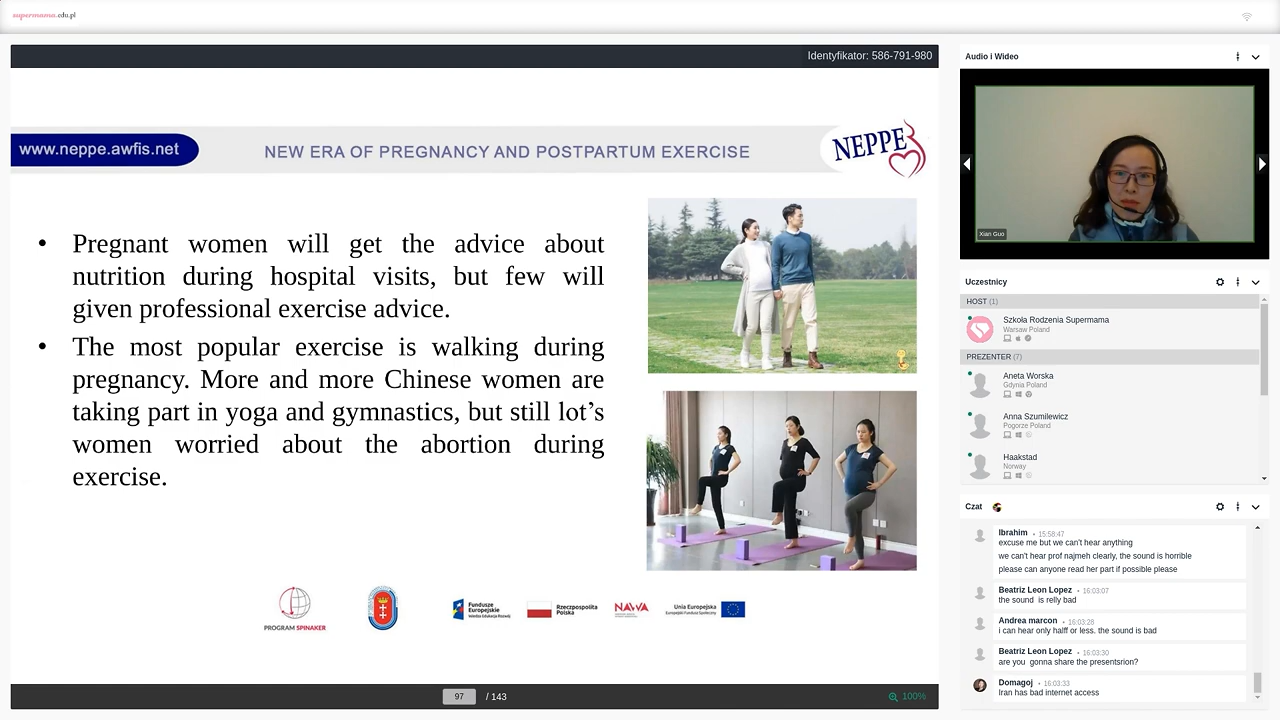 supermama.edu.pl
Identyfikator: 586-791-980
www.neppe.awfis.net
NEW ERA OF PREGNANCY AND POSTPARTUM EXERCISE
NEPPE
• Pregnant women will get the advice about
nutrition during hospital visits, but few will
given professional exercise advice.
• The most popular exercise is walking during
pregnancy. More and more Chinese women are
taking part in yoga and gymnastics, but still lot's
women worried about the abortion during
exercise.
PROGRAM SPINAKER
Fundusze
Europejskie
Wiedza Edukacja Rozwój
Rzeczpospolita
Polska
NAWA
Unia Europejska
Europejski Fundusz Społeczny
97 / 143
100%
Audio i Wideo
Xian Guo
Uczestnicy
HOST (1)
Szkoła Rodzenia Supermama
Warsaw Poland
PREZENTER (7)
Aneta Worska
Gdynia Poland
Anna Szumilewicz
Pogorze Poland
Haakstad
Norway
Czat
Ibrahim • 15:58:47
excuse me but we can't hear anything
we can't hear prof najmeh clearly, the sound is horrible
please can anyone read her part if possible please
Beatriz Leon Lopez • 16:03:07
the sound is relly bad
Andrea marcon • 16:03:28
i can hear only halff or less. the sound is bad
Beatriz Leon Lopez • 16:03:30
are you gonna share the presentsrion?
Domagoj • 16:03:33
Iran has bad internet access